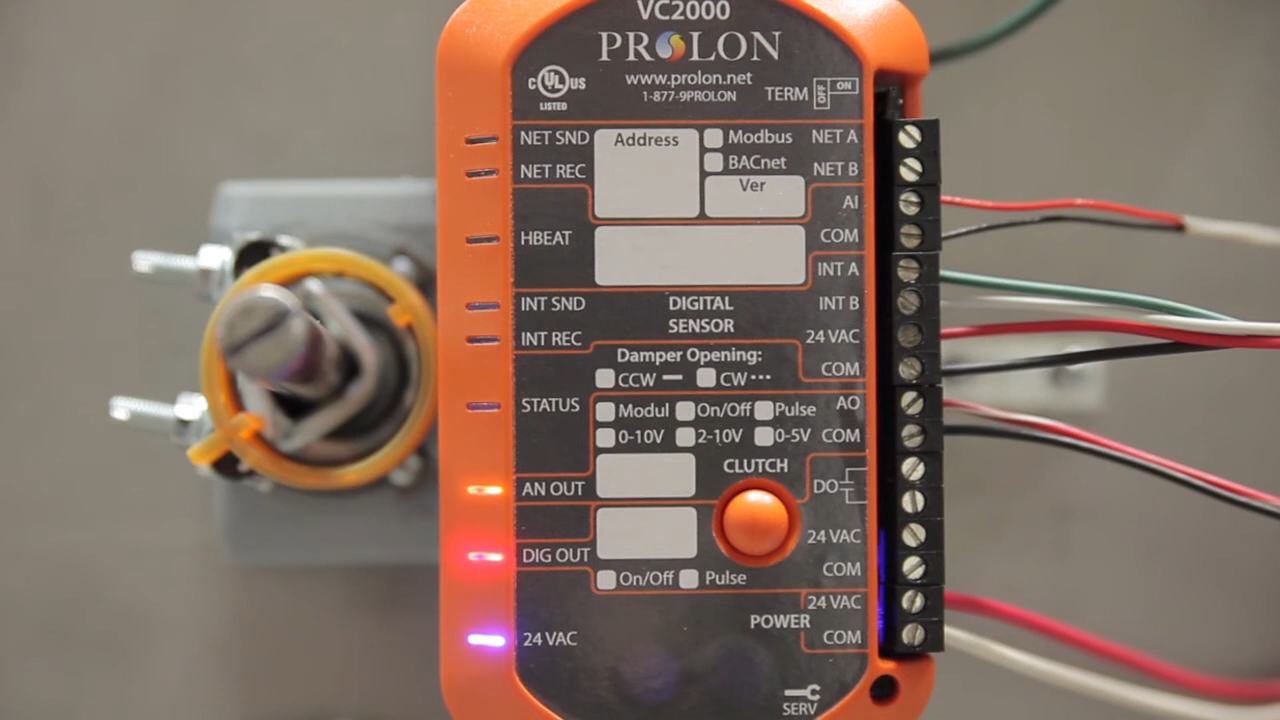 VC2000
PROLON
C UL US
LISTED
www.prolon.net
1-877-9PROLON
TERM
OFF
ON
NET SND
Address
Modbus
NET A
NET REC
BACnet
NET B
Ver
AI
HBEAT
COM
INT A
INT SND
DIGITAL
SENSOR
INT B
INT REC
24 VAC
Damper Opening:
CCW
CW
COM
STATUS
Modul
On/Off
Pulse
AO
0-10V
2-10V
0-5V
COM
CLUTCH
AN OUT
DO
24 VAC
DIG OUT
COM
On/Off
Pulse
24 VAC
POWER
24 VAC
COM
SERV